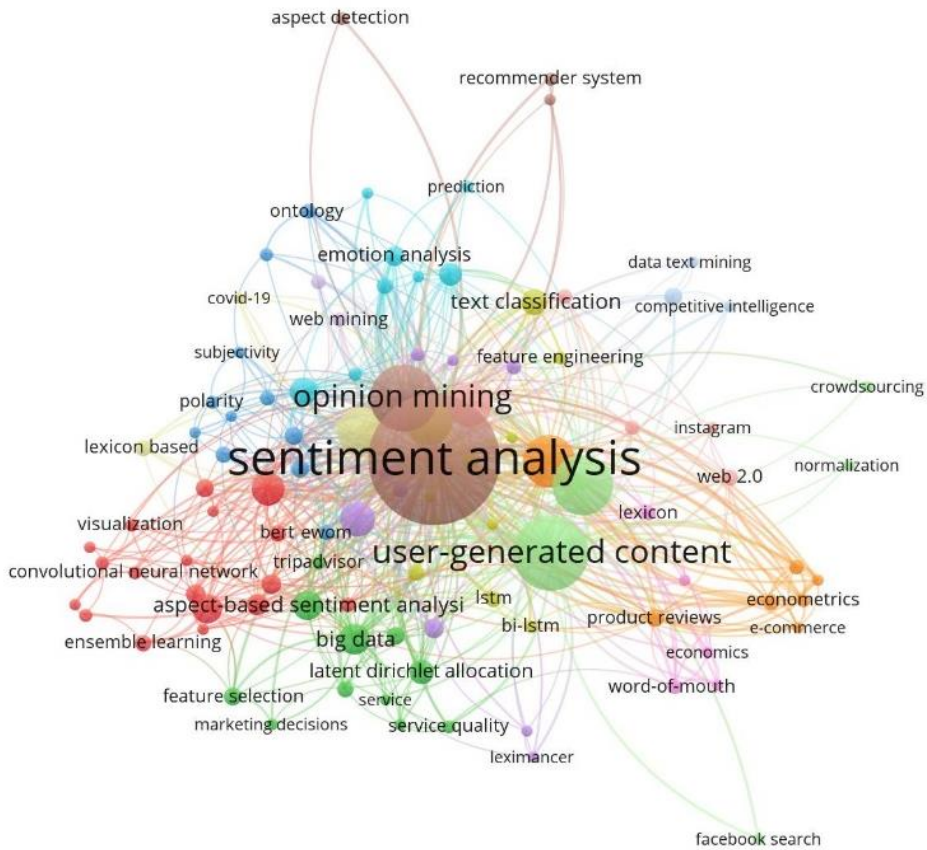 aspect detection
recommender system
prediction
ontology
emotion analysis
data text mining
covid-19
text classification
competitive intelligence
web mining
subjectivity
feature engineering
crowdsourcing
polarity
opinion mining
instagram
lexicon based
sentiment analysis
normalization
web 2.0
visualization
lexicon
bert ewom
user-generated content
tripadvisor
convolutional neural network
aspect-based sentiment analysi
lstm
econometrics
product reviews
bi-lstm
e-commerce
ensemble learning
big data
economics
latent dirichlet allocation
word-of-mouth
feature selection
service
marketing decisions
service quality
leximancer
facebook search